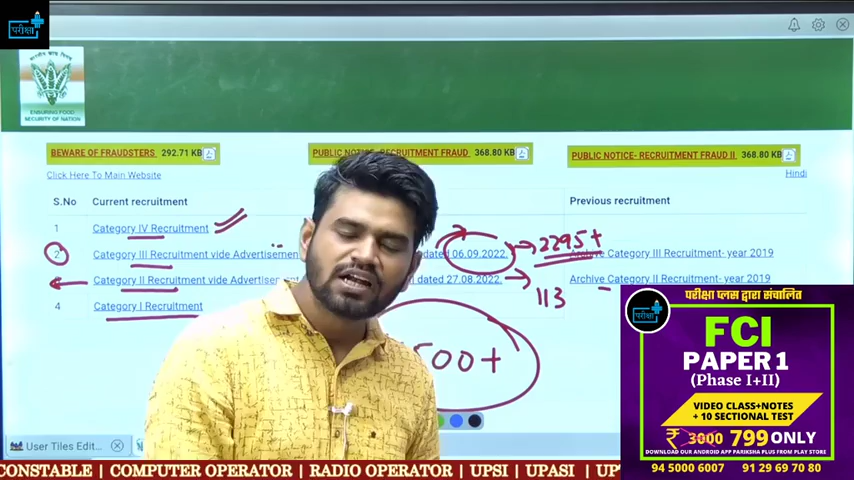 परीक्षा
ENSURING FOOD
SECURITY OF NATION
BEWARE OF FRAUDSTERS 292.71 KB
PUBLIC NOTICE- RECRUITMENT FRAUD 368.80 KB
PUBLIC NOTICE- RECRUITMENT FRAUD II 368.80 KB
Click Here To Main Website
Hindi
S.No Current recruitment Previous recruitment
1 Category IV Recruitment
2 Category III Recruitment vide Advertisemen dated 06.09.2022 2295+ Archive Category III Recruitment- year 2019
Category II Recruitment vide Advertise dated 27.08.2022 113 Archive Category II Recruitment- year 2019
4 Category I Recruitment
500+
परीक्षा प्लस द्वारा संचालित
परीक्षा
FCI
PAPER 1
(Phase I+II)
VIDEO CLASS+NOTES
+ 10 SECTIONAL TEST
₹ 3000 799 ONLY
DOWNLOAD OUR ANDROID APP PARIKSHA PLUS FROM PLAY STORE
94 5000 6007 91 29 69 70 80
User Tiles Edit...
CONSTABLE | COMPUTER OPERATOR | RADIO OPERATOR | UPSI | UPASI |